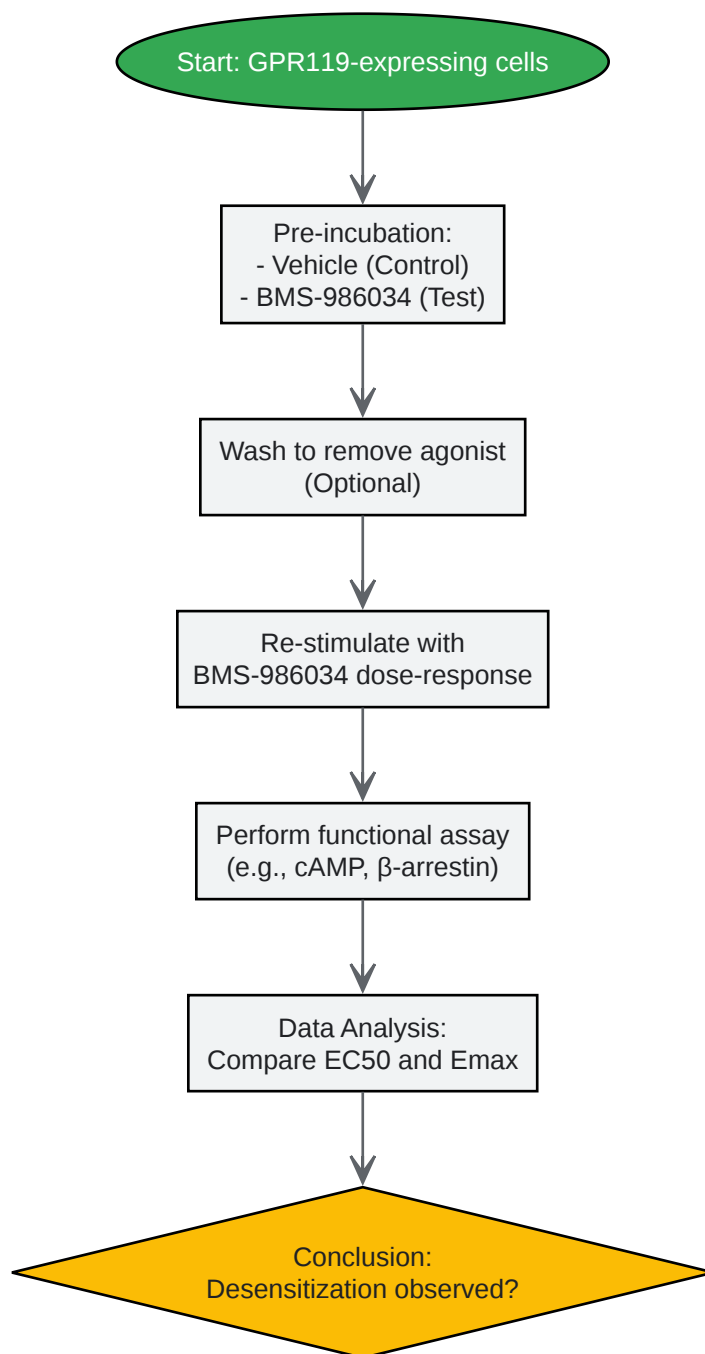 Start: GPR119-expressing cells
Pre-incubation:
- Vehicle (Control)
- BMS-986034 (Test)
Wash to remove agonist
(Optional)
Re-stimulate with
BMS-986034 dose-response
Perform functional assay
(e.g., cAMP, β-arrestin)
Data Analysis:
Compare EC50 and Emax
Conclusion:
Desensitization observed?